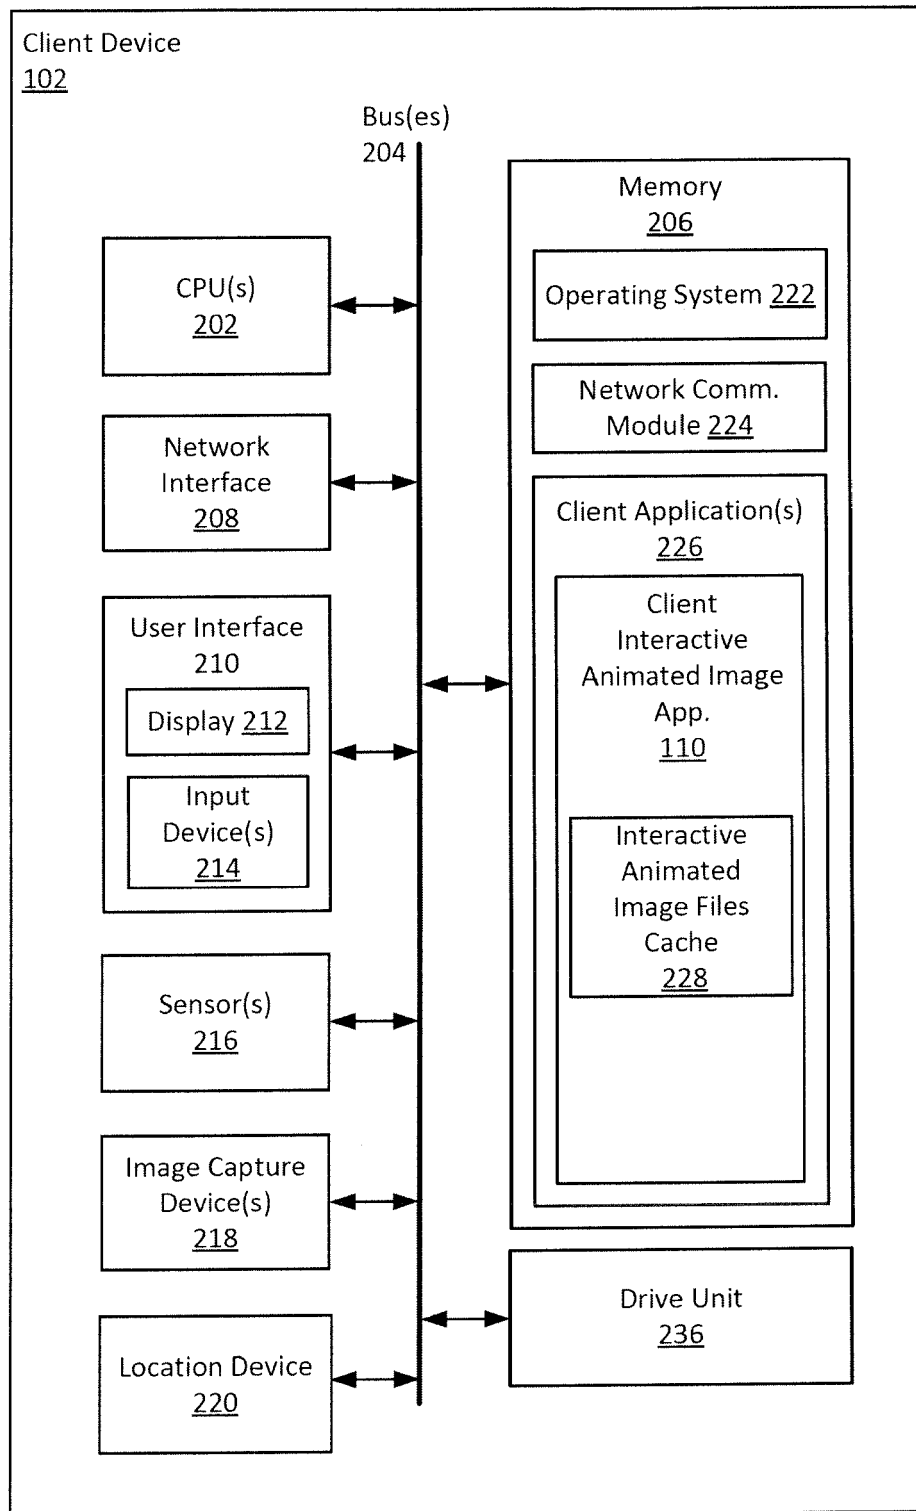 Client Device
102
Bus(es)
204
CPU(s)
202
Network
Interface
208
User Interface
210
Display 212
Input
Device(s)
214
Sensor(s)
216
Image Capture
Device(s)
218
Location Device
220
Memory
206
Operating System 222
Network Comm.
Module 224
Client Application(s)
226
Client
Interactive
Animated Image
App.
110
Interactive
Animated
Image Files
Cache
228
Drive Unit
236